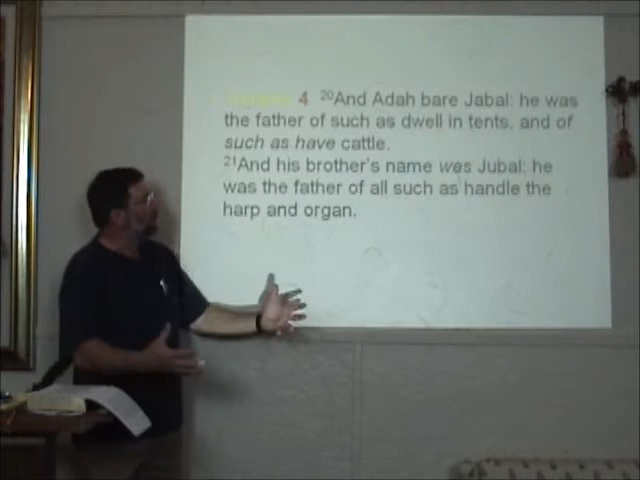 4 ²⁰And Adah bare Jabal: he was
the father of such as dwell in tents, and of
such as have cattle.
²¹And his brother's name was Jubal: he
was the father of all such as handle the
harp and organ.